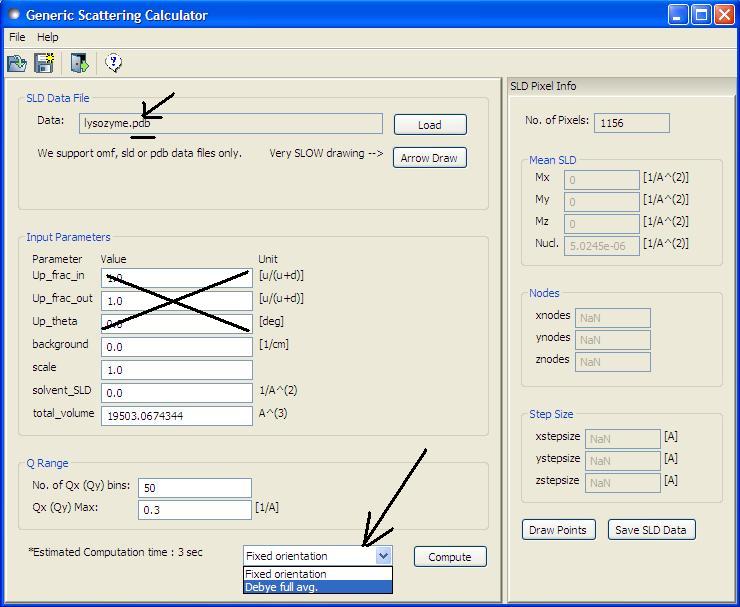 Generic Scattering Calculator
File Help
SLD Data File
Data: lysozyme.pdb Load
We support omf, sld or pdb data files only. Very SLOW drawing --> Arrow Draw
Input Parameters
Parameter Value Unit
Up_frac_in 1.0 [u/(u+d)]
Up_frac_out 1.0 [u/(u+d)]
Up_theta 0.0 [deg]
background 0.0 [1/cm]
scale 1.0
solvent_SLD 0.0 1/A^(2)
total_volume 19503.0674344 A^(3)
Q Range
No. of Qx (Qy) bins: 50
Qx (Qy) Max: 0.3 [1/A]
*Estimated Computation time : 3 sec Fixed orientation Compute
Fixed orientation
Debye full avg.
SLD Pixel Info
No. of Pixels: 1156
Mean SLD
Mx 0 [1/A^(2)]
My 0 [1/A^(2)]
Mz 0 [1/A^(2)]
Nucl. 5.0245e-06 [1/A^(2)]
Nodes
xnodes NaN
ynodes NaN
znodes NaN
Step Size
xstepsize NaN [A]
ystepsize NaN [A]
zstepsize NaN [A]
Draw Points Save SLD Data